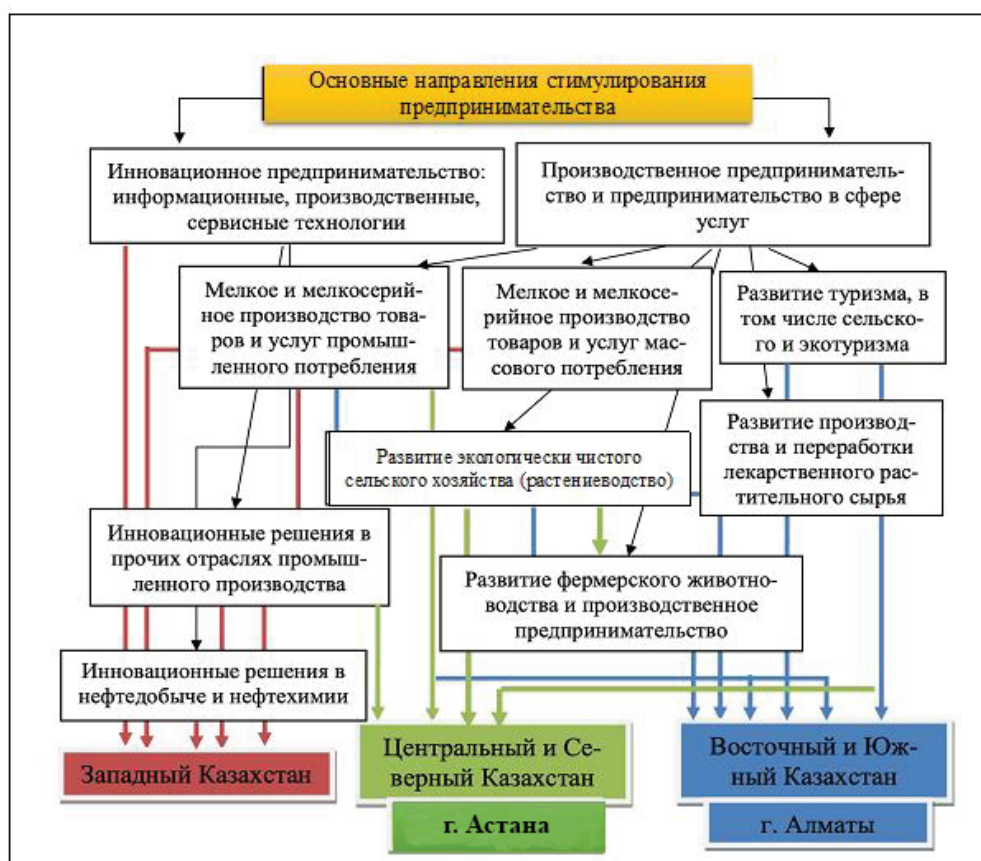 Основные направления стимулирования
предпринимательства
Инновационное предпринимательство:
информационные, производственные,
сервисные технологии
Производственное предприниматель-
ство и предпринимательство в сфере
услуг
Мелкое и мелкосерий-
ное производство това-
ров и услуг промыш-
ленного потребления
Мелкое и мелкосе-
рийное производство
товаров и услуг мас-
сового потребления
Развитие туризма, в
том числе сельско-
го и экотуризма
Развитие экологически чистого
сельского хозяйства (растениеводство)
Развитие производ-
ства и переработки
лекарственного рас-
тительного сырья
Инновационные решения в
прочих отраслях промыш-
ленного производства
Развитие фермерского животно-
водства и производственное
предпринимательство
Инновационные решения в
нефтедобыче и нефтехимии
Западный Казахстан
Центральный и Се-
верный Казахстан
г. Астана
Восточный и Юж-
ный Казахстан
г. Алматы